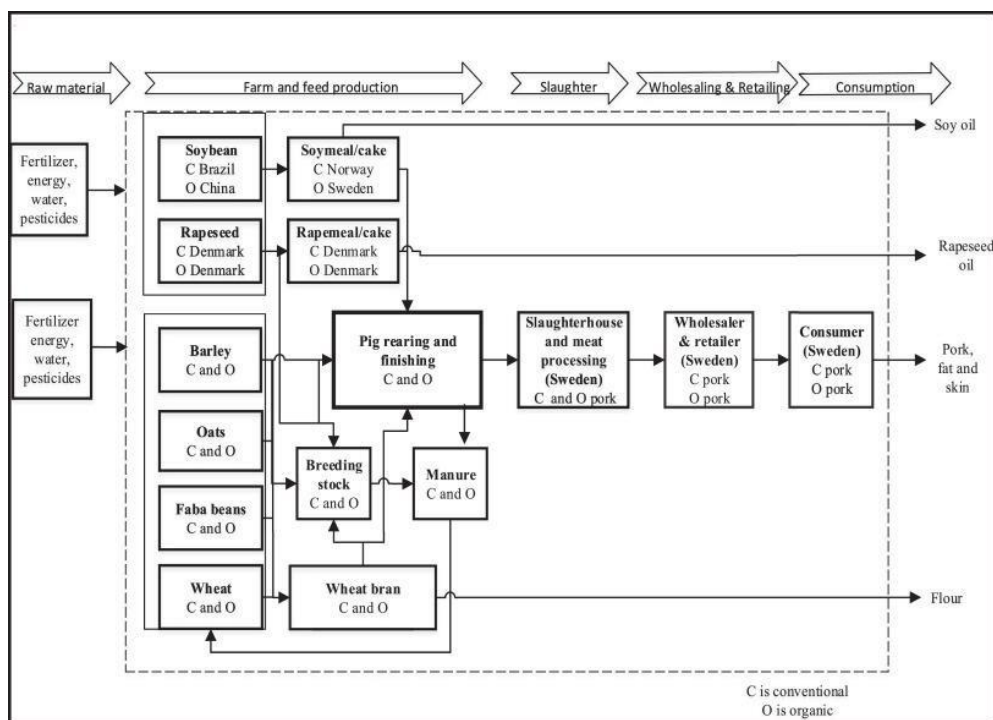 Raw material
Farm and feed production
Slaughter
Wholesaling & Retailing
Consumption
Soy oil
Fertilizer,
energy,
water,
pesticides
Soybean
C Brazil
O China
Soymeal/cake
C Norway
O Sweden
Rapeseed
C Denmark
O Denmark
Rapemeal/cake
C Denmark
O Denmark
Rapeseed
oil
Fertilizer
energy,
water,
pesticides
Barley
C and O
Pig rearing and
finishing
C and O
Slaughterhouse
and meat
processing
(Sweden)
C and O pork
Wholesaler
& retailer
(Sweden)
C pork
O pork
Consumer
(Sweden)
C pork
O pork
Pork,
fat and
skin
Oats
C and O
Breeding
stock
C and O
Manure
C and O
Faba beans
C and O
Wheat
C and O
Wheat bran
C and O
Flour
C is conventional
O is organic